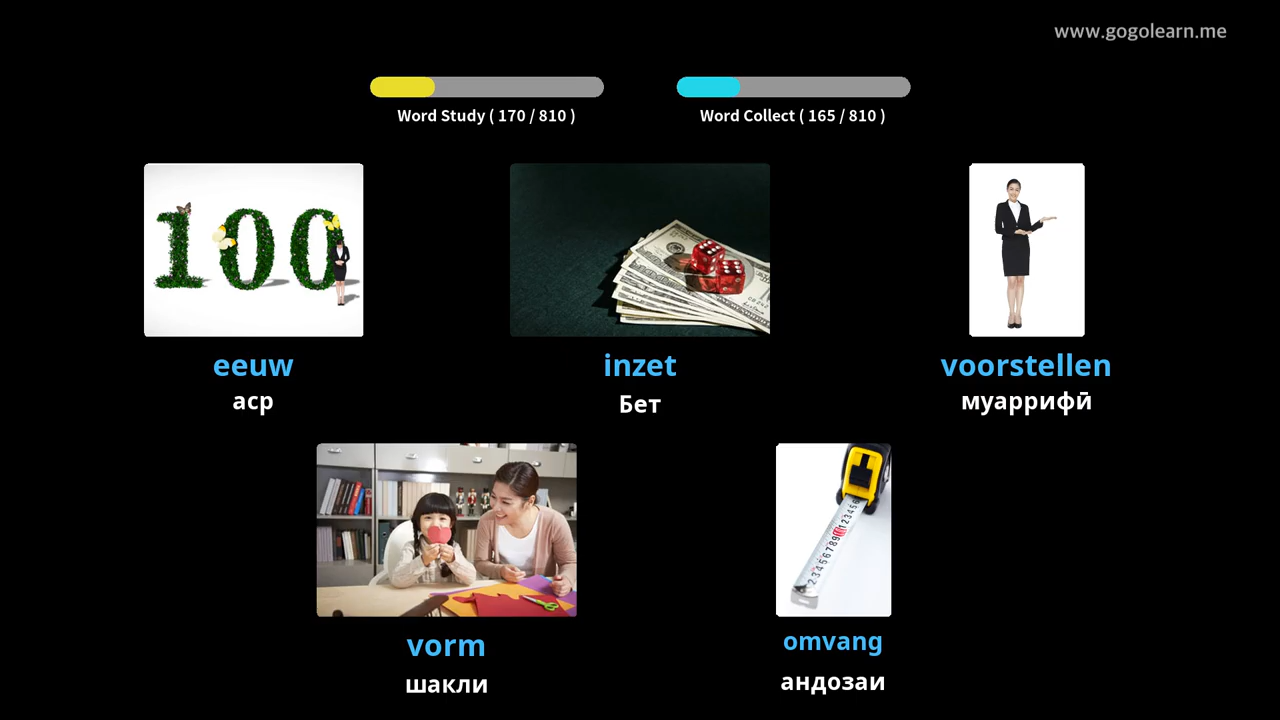 www.gogolearn.me
Word Study ( 170 / 810 )
Word Collect ( 165 / 810 )
100
eeuw
аср
inzet
Бет
voorstellen
муаррифӣ
vorm
шакли
omvang
андозаи